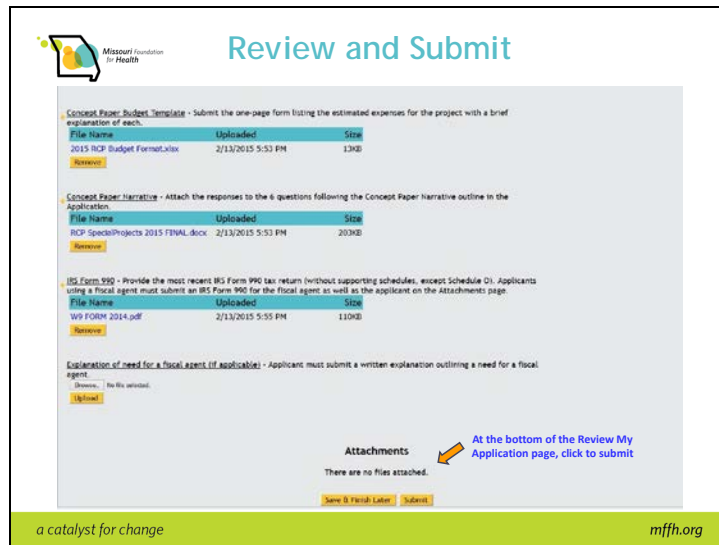 Missouri Foundation
for Health
Review and Submit
Concept Paper Budget Template - Submit the one-page form listing the estimated expenses for the project with a brief
explanation of each.
File Name Uploaded Size
2015 RCP Budget Format.xlsx 2/13/2015 5:53 PM 13KB
Remove
Concept Paper Narrative - Attach the responses to the 6 questions following the Concept Paper Narrative outline in the
Application.
File Name Uploaded Size
RCP SpecialProjects 2015 FINAL.docx 2/13/2015 5:53 PM 203KB
Remove
IRS Form 990 - Provide the most recent IRS Form 990 tax return (without supporting schedules, except Schedule O). Applicants
using a fiscal agent must submit an IRS Form 990 for the fiscal agent as well as the applicant on the Attachments page.
File Name Uploaded Size
W9 FORM 2014.pdf 2/13/2015 5:55 PM 110KB
Remove
Explanation of need for a fiscal agent (if applicable) - Applicant must submit a written explanation outlining a need for a fiscal
agent.
Browse... No file selected.
Upload
At the bottom of the Review My
Application page, click to submit
Attachments
There are no files attached.
Save & Finish Later Submit
a catalyst for change mffh.org